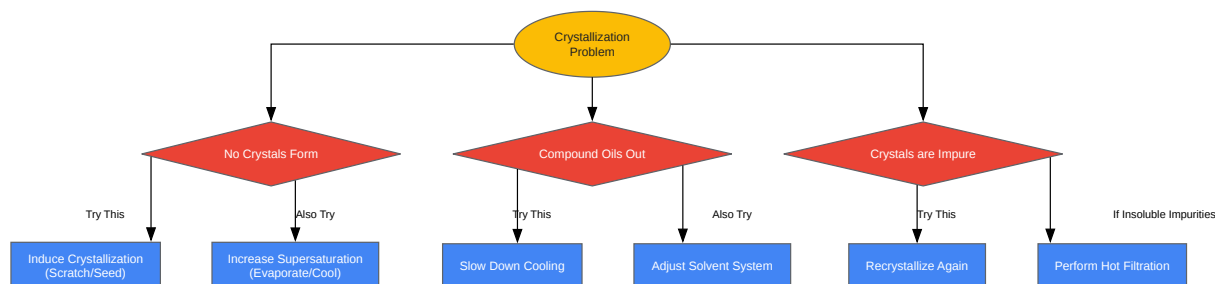 Crystallization
Problem
No Crystals Form
Compound Oils Out
Crystals are Impure
Try This
Also Try
Try This
Also Try
Try This
If Insoluble Impurities
Induce Crystallization
(Scratch/Seed)
Increase Supersaturation
(Evaporate/Cool)
Slow Down Cooling
Adjust Solvent System
Recrystallize Again
Perform Hot Filtration